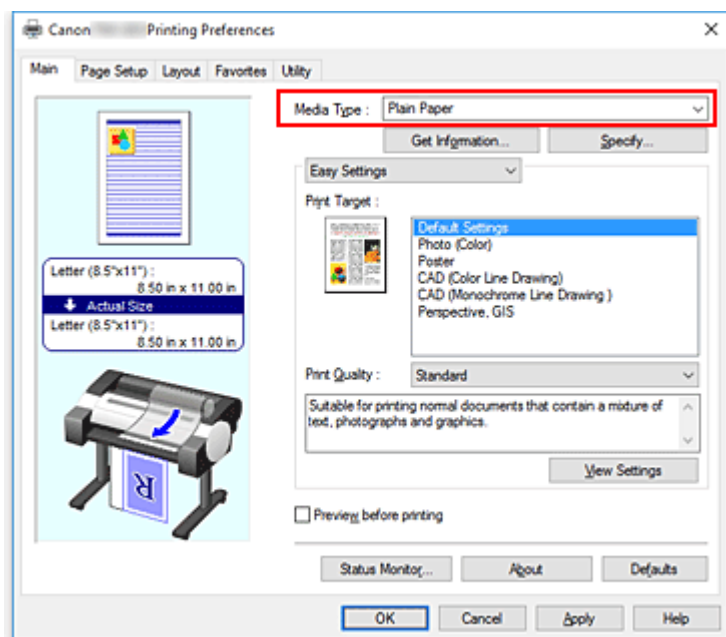 Canon Printing Preferences
Main Page Setup Layout Favorites Utility
Media Type : Plain Paper
Get Information... Specify...
Easy Settings
Print Target :
Default Settings
Photo (Color)
Poster
CAD (Color Line Drawing)
CAD (Monochrome Line Drawing )
Perspective, GIS
Letter (8.5"x11") :
8.50 in x 11.00 in
Actual Size
Letter (8.5"x11") :
8.50 in x 11.00 in
Print Quality : Standard
Suitable for printing normal documents that contain a mixture of
text, photographs and graphics.
View Settings
R
Preview before printing
Status Monitor... About Defaults
OK Cancel Apply Help